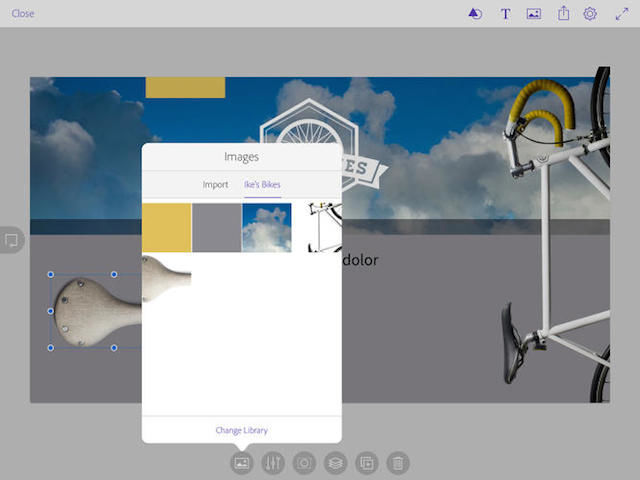 Close
T
Images
Import
Ike's Bikes
dolor
Change Library